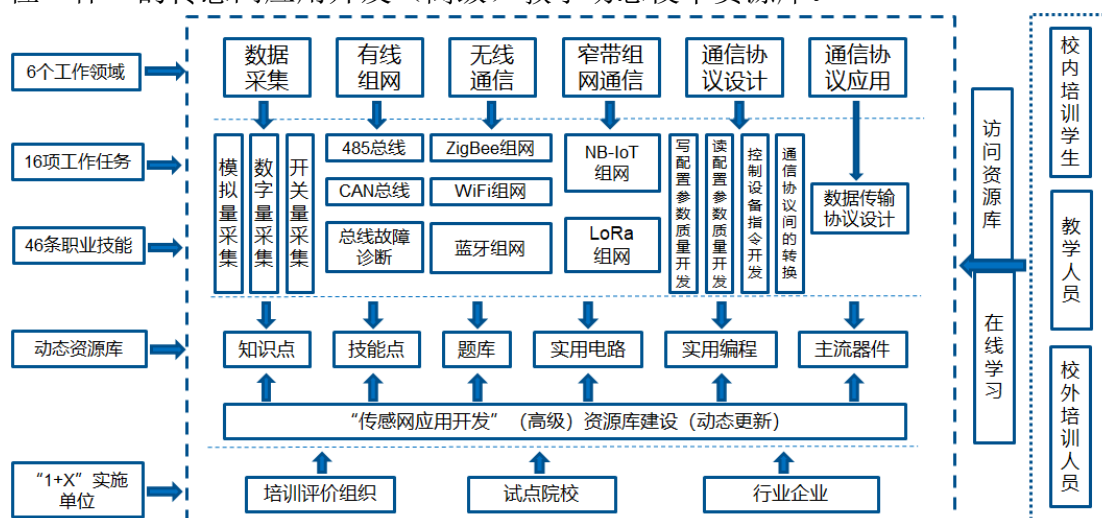 6个工作领域
数据
采集
有线
组网
无线
通信
窄带组
网通信
通信协
议设计
通信协
议应用
16项工作任务
46条职业技能
模拟量采集
数字量采集
开关量采集
485总线
CAN总线
总线故障
诊断
ZigBee组网
WiFi组网
蓝牙组网
NB-IoT
组网
LoRa
组网
写配置参数质量开发
读配置参数质量开发
控制设备指令开发
通信协议间的转换
数据传输
协议设计
动态资源库
知识点
技能点
题库
实用电路
实用编程
主流器件
“传感网应用开发”（高级）资源库建设（动态更新）
“1+X”实施
单位
培训评价组织
试点院校
行业企业
访问资源库
在线学习
校内培训学生
教学人员
校外培训人员